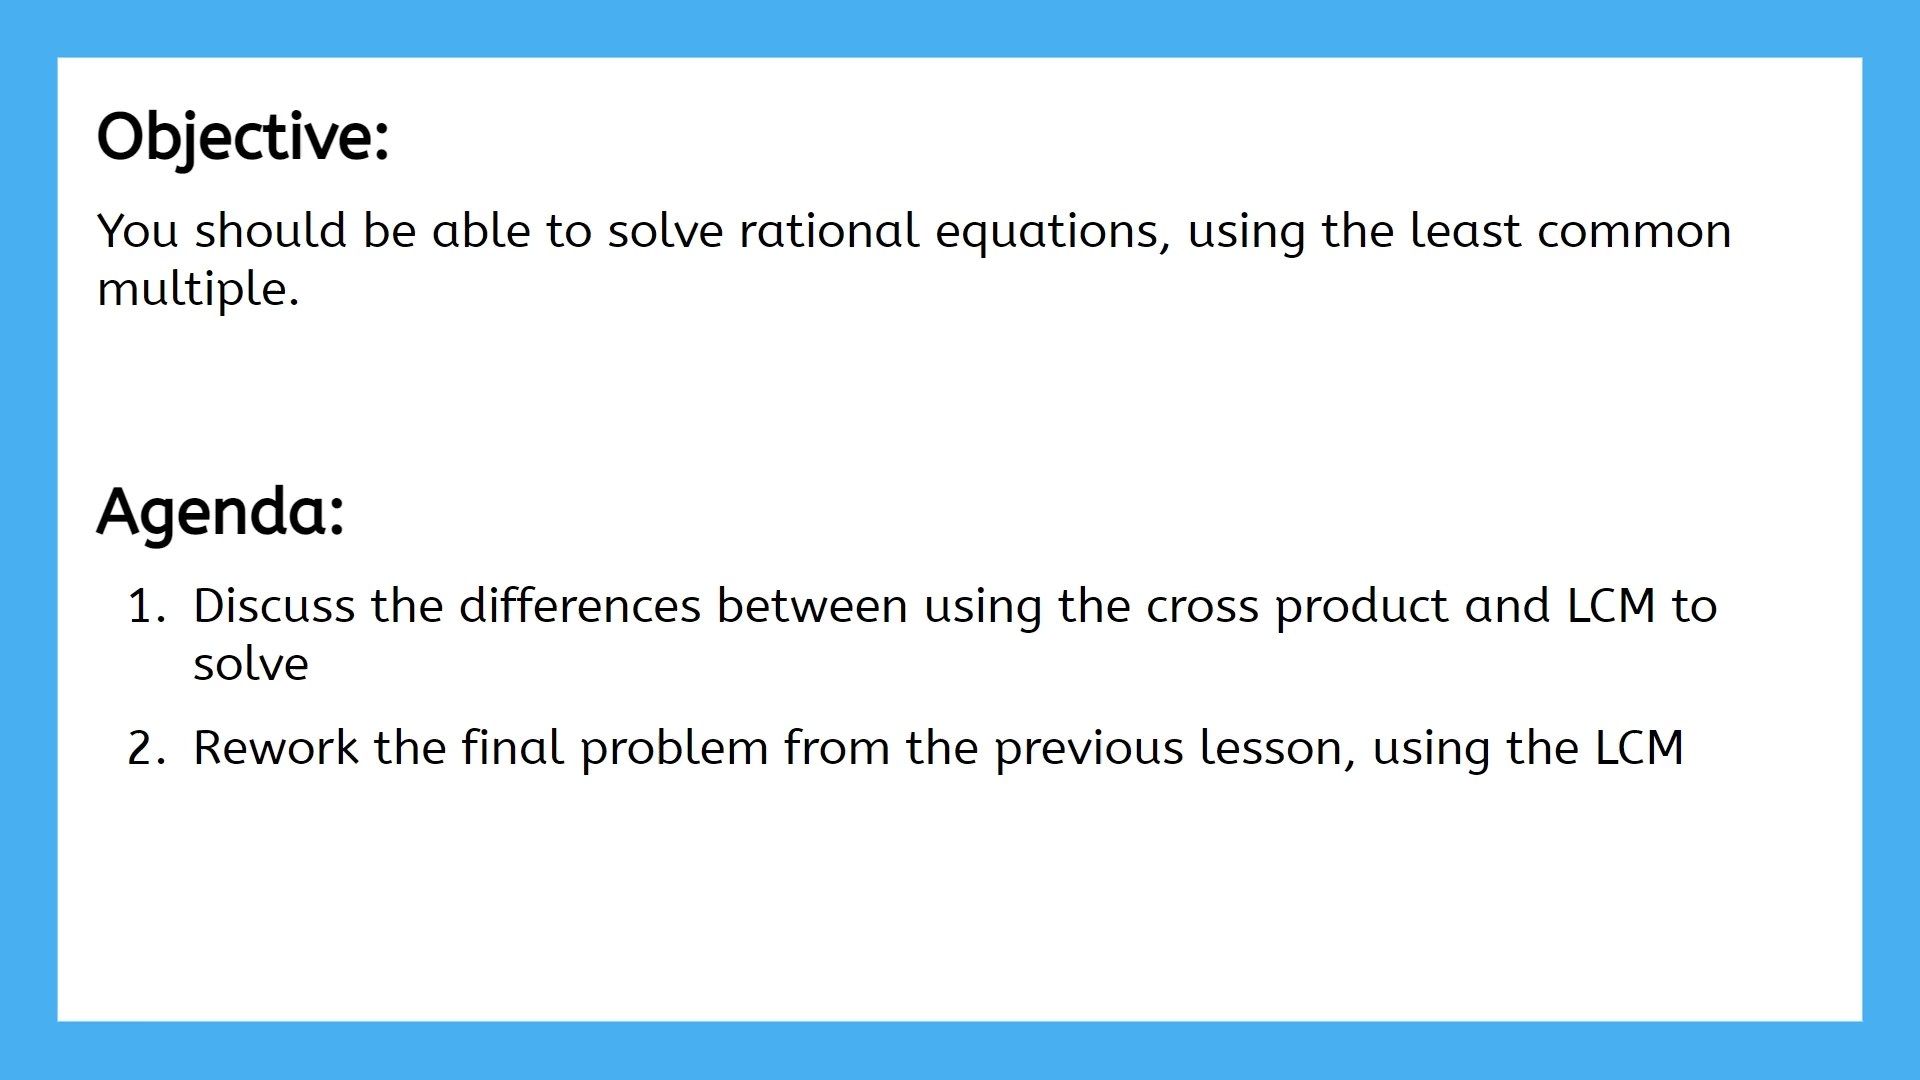 Objective:
You should be able to solve rational equations, using the least common
multiple.
Agenda:
1. Discuss the differences between using the cross product and LCM to
solve
2. Rework the final problem from the previous lesson, using the LCM